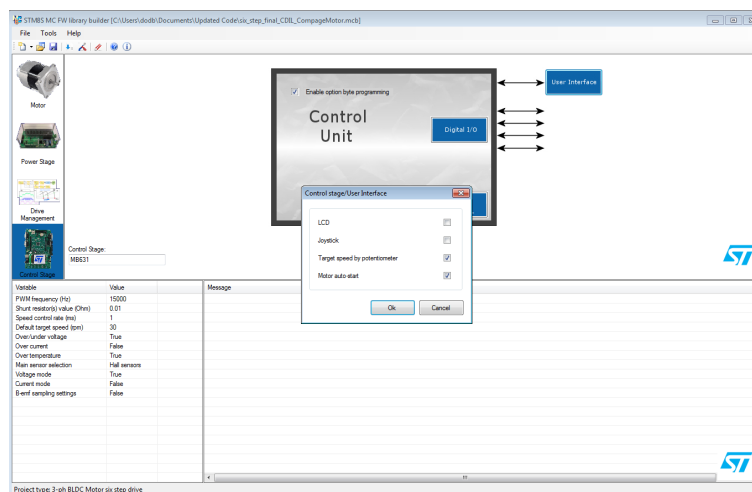 STMBS MC FW library builder [C:\Users\dodb\Documents\Updated Code\six_step_final_CDIL_CompageMotor.mcb]
File Tools Help
Motor
Power Stage
Drive
Management
Control Stage
Control Stage:
MB631
Enable option byte programming
Control
Unit
Digital I/O
User Interface
Control stage/User Interface
LCD
Joystick
Target speed by potentiometer
Motor auto-start
Ok Cancel
ST
Variable Value Message
PWM frequency (Hz) 15000
Shunt resistor(s) value (Ohm) 0.01
Speed control rate (ms) 1
Default target speed (rpm) 30
Over/under voltage True
Over current False
Over temperature True
Main sensor selection Hall sensors
Voltage mode True
Current mode False
B-emf sampling settings False
ST
Project type: 3-ph BLDC Motor six step drive